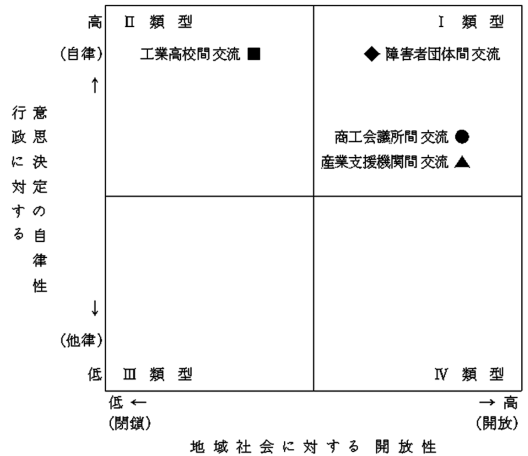 高 Ⅱ 類 型 Ⅰ 類 型
(自律) 工業高校間交流 ■ ◆ 障害者団体間交流
↑
商工会議所間交流 ●
産業支援機関間交流 ▲
行政に対する
意思決定の自律性
↓
(他律)
低 Ⅲ 類 型 Ⅳ 類 型
低 ← → 高
(閉鎖) (開放)
地域社会に対する 開放性